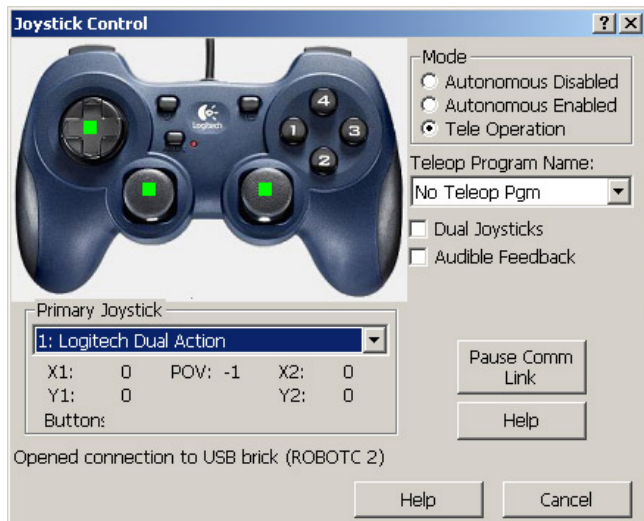 Joystick Control
Logitech
4
1
3
2
Mode
Autonomous Disabled
Autonomous Enabled
Tele Operation
Teleop Program Name:
No Teleop Pgm
Dual Joysticks
Audible Feedback
Primary Joystick
1: Logitech Dual Action
X1: 0 POV: -1 X2: 0
Y1: 0 Y2: 0
Buttons
Pause Comm
Link
Help
Opened connection to USB brick (ROBOTC 2)
Help Cancel